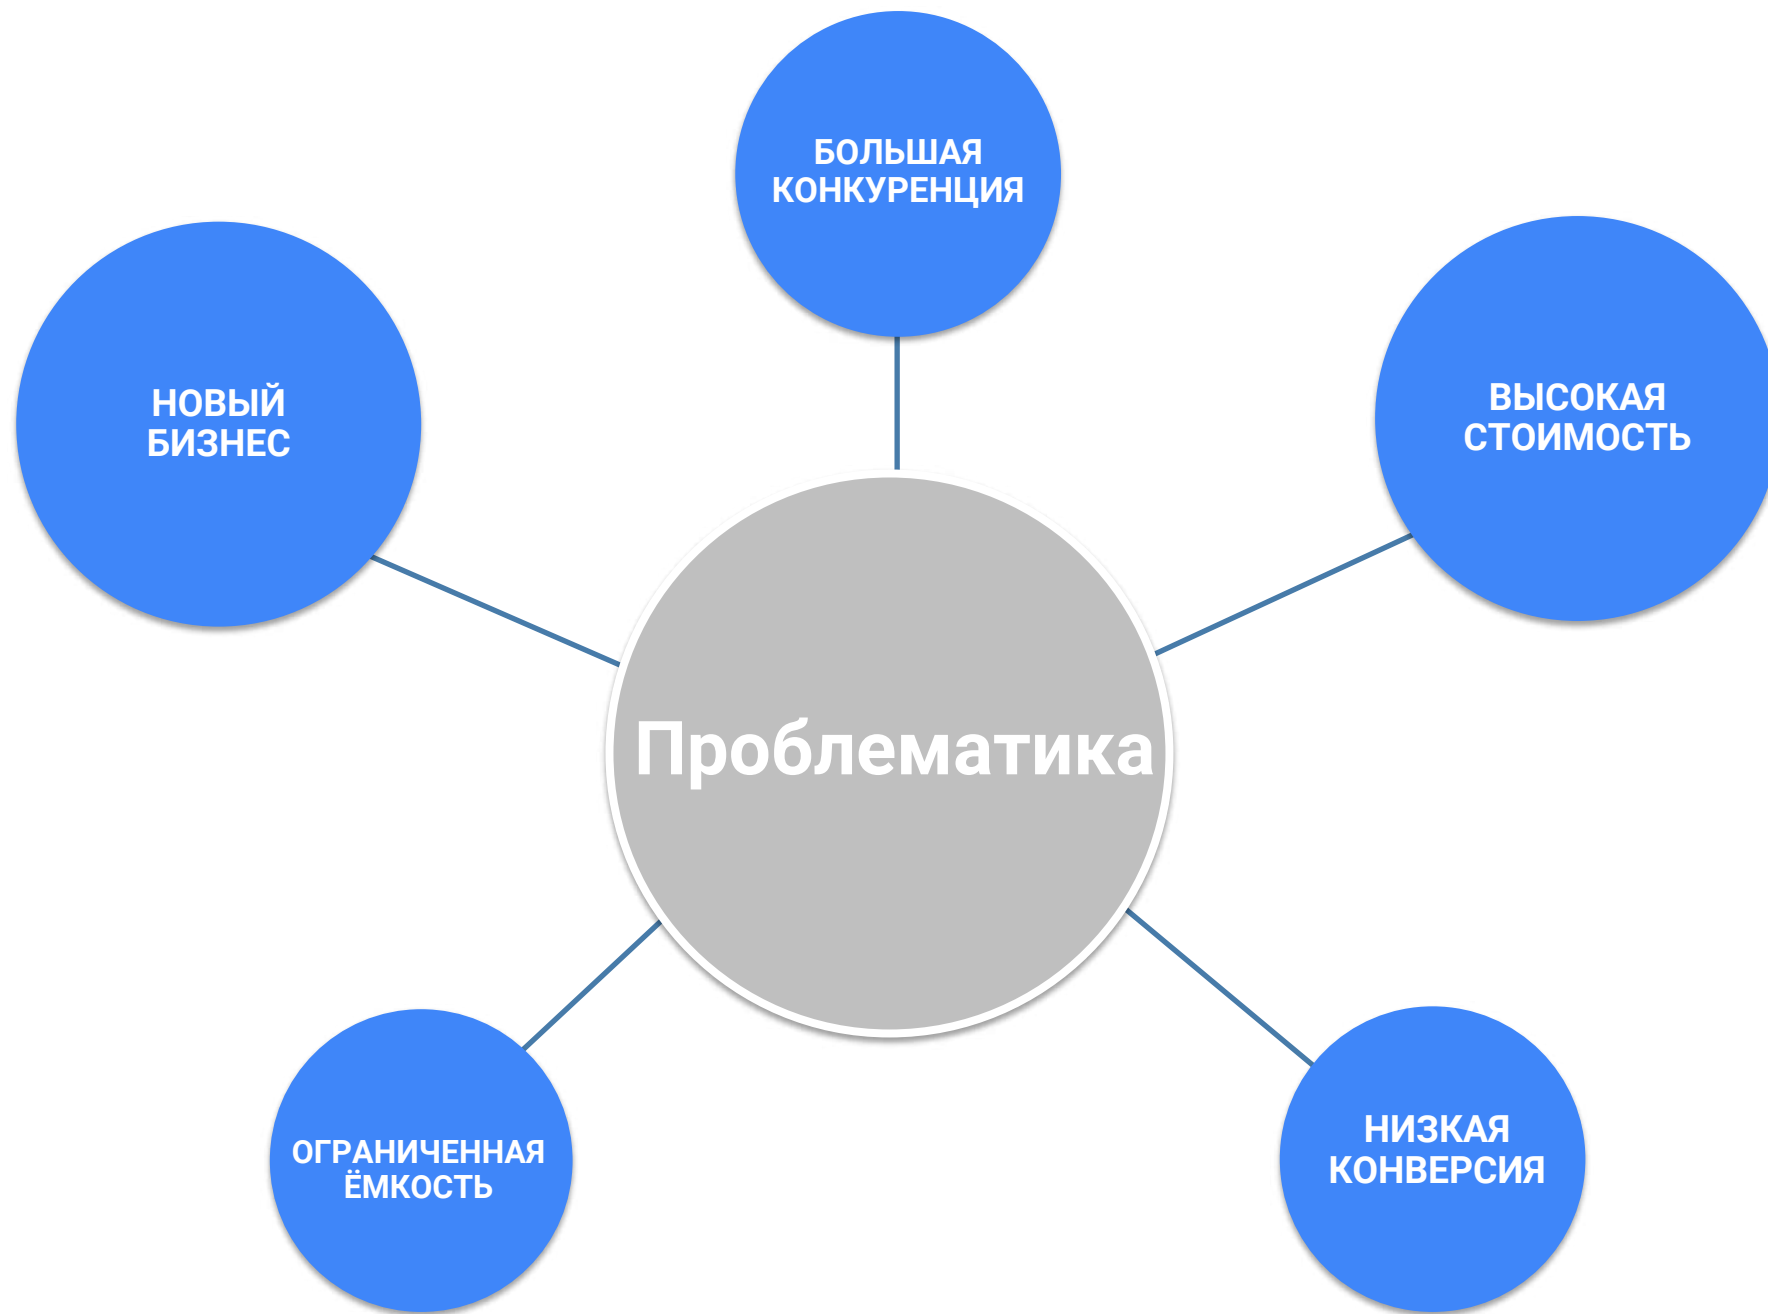 БОЛЬШАЯ
КОНКУРЕНЦИЯ
НОВЫЙ
БИЗНЕС
ВЫСОКАЯ
СТОИМОСТЬ
Проблематика
ОГРАНИЧЕННАЯ
ЁМКОСТЬ
НИЗКАЯ
КОНВЕРСИЯ